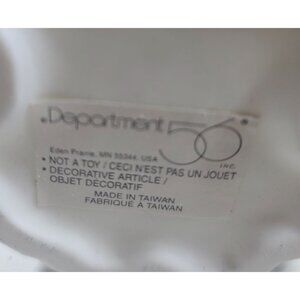 Department 56
Eden Prairie, MN 55344, USA INC.
• NOT A TOY / CECI N'EST PAS UN JOUET
• DECORATIVE ARTICLE /
OBJET DECORATIF
MADE IN TAIWAN
FABRIQUE A TAIWAN